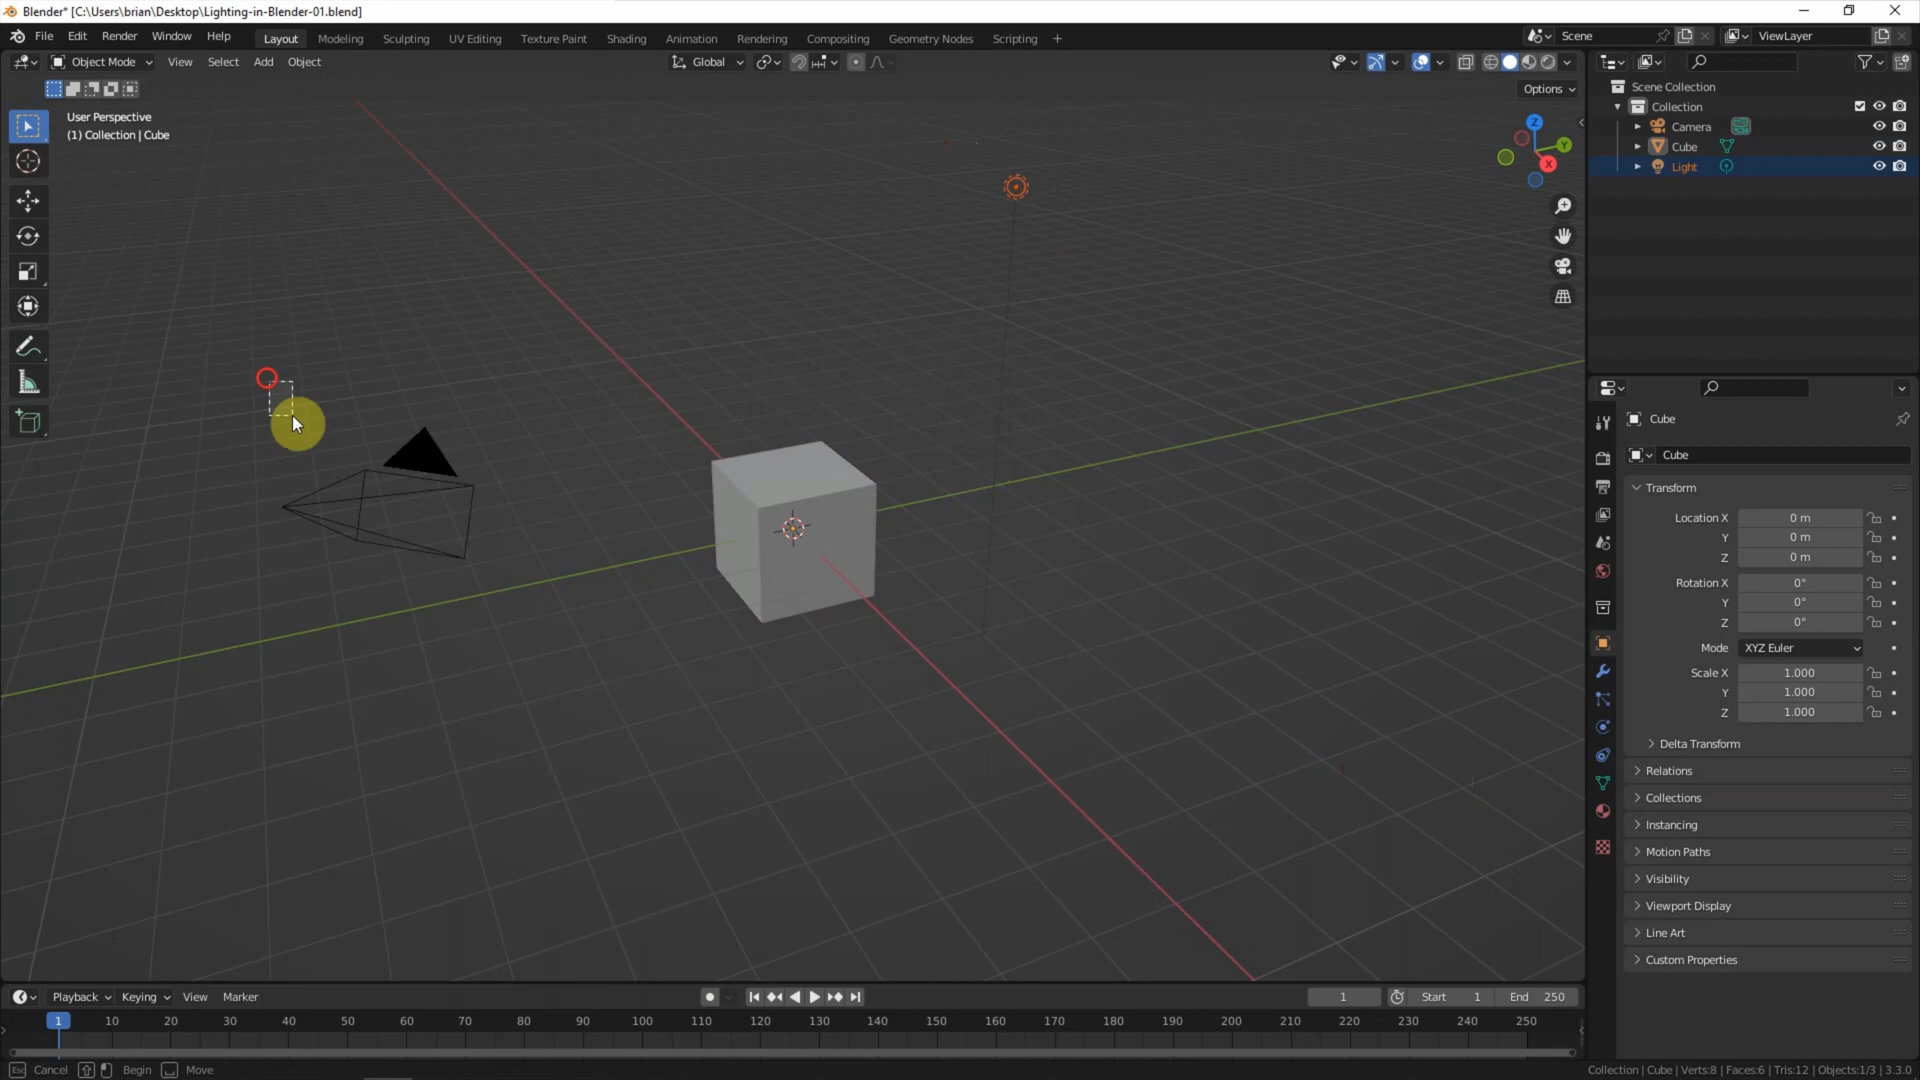 Blender* [C:\Users\brian\Desktop\Lighting-in-Blender-01.blend]
File Edit Render Window Help
Layout Modeling Sculpting UV Editing Texture Paint Shading Animation Rendering Compositing Geometry Nodes Scripting +
Scene
ViewLayer
Object Mode View Select Add Object
Global
Options
User Perspective
(1) Collection | Cube
Z
Y
X
Scene Collection
Collection
Camera
Cube
Light
Cube
Cube
Transform
Location X 0 m
Y 0 m
Z 0 m
Rotation X 0°
Y 0°
Z 0°
Mode XYZ Euler
Scale X 1.000
Y 1.000
Z 1.000
Delta Transform
Relations
Collections
Instancing
Motion Paths
Visibility
Viewport Display
Line Art
Custom Properties
Playback Keying View Marker
1 Start 1 End 250
1 10 20 30 40 50 60 70 80 90 100 110 120 130 140 150 160 170 180 190 200 210 220 230 240 250
Esc Cancel Begin Move
Collection | Cube | Verts:8 | Faces:6 | Tris:12 | Objects:1/3 | 3.3.0